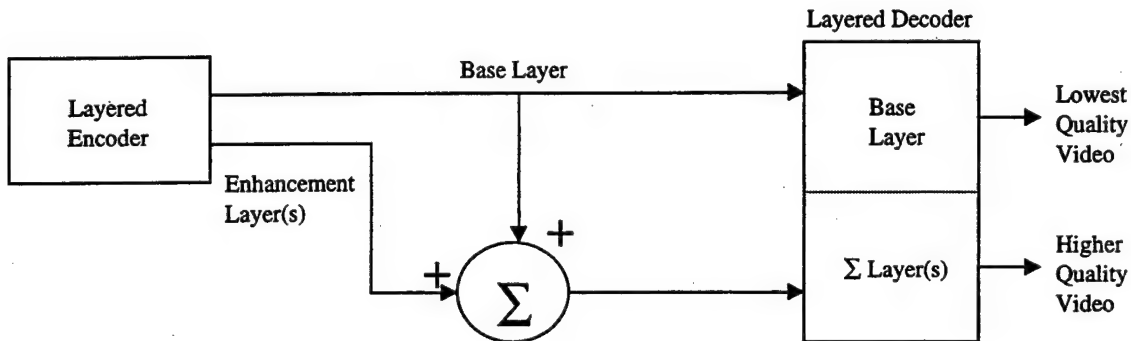 Layered Decoder
Base Layer
Layered
Encoder
Base
Layer
Lowest
Quality
Video
Enhancement
Layer(s)
+
+
Σ
Σ Layer(s)
Higher
Quality
Video